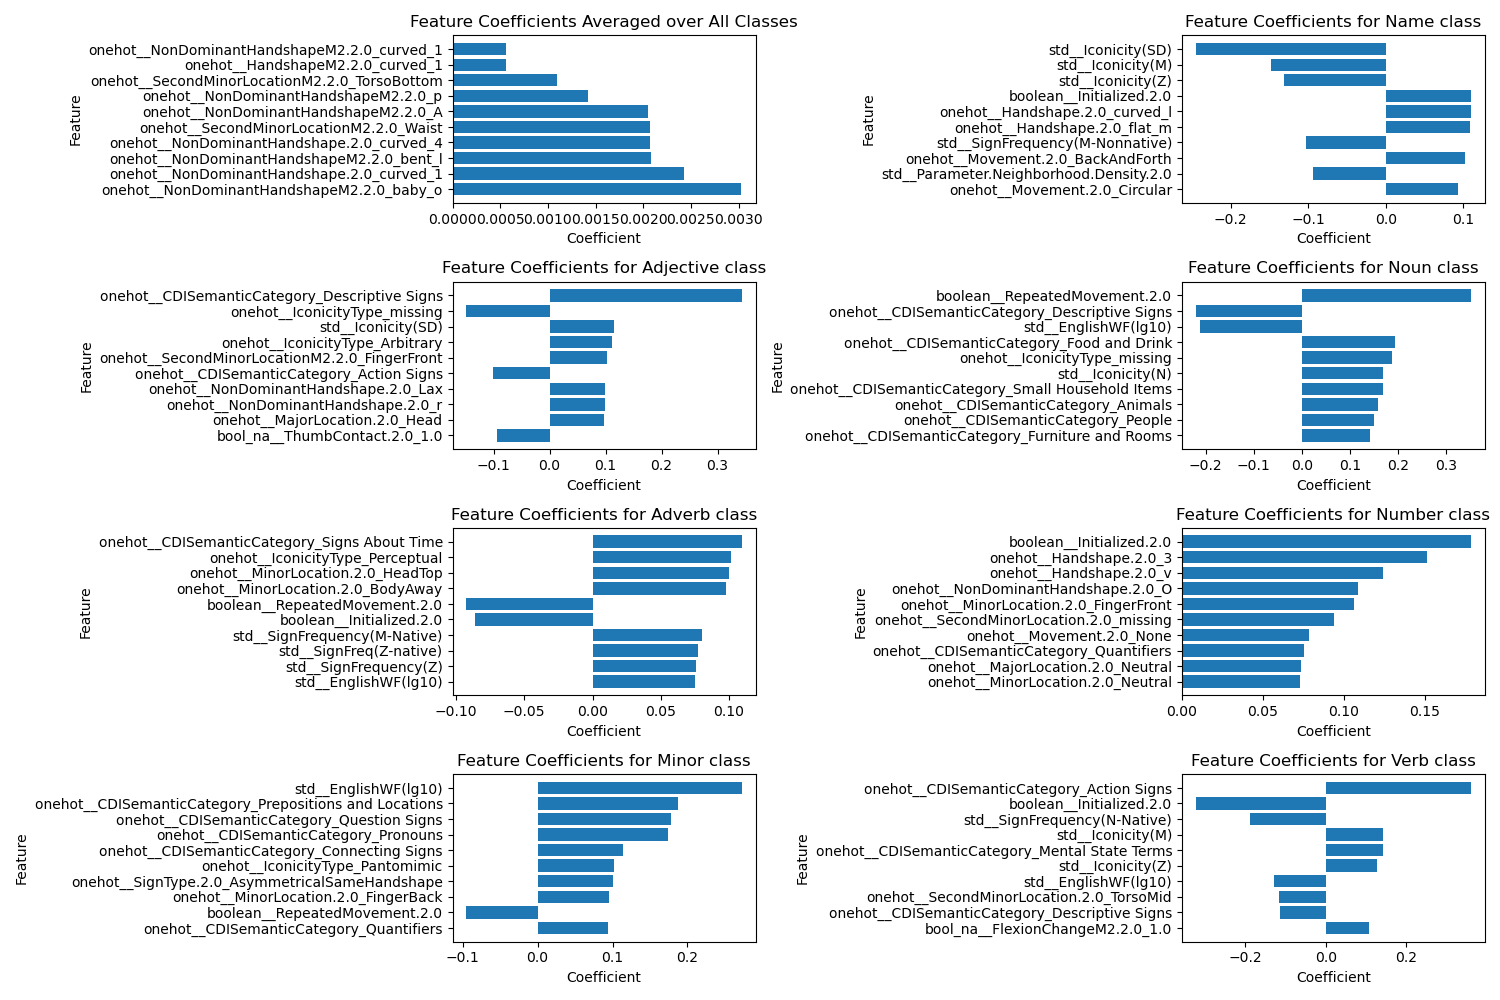 Feature Coefficients Averaged over All Classes
Feature
onehot__NonDominantHandshapeM2.2.0_curved_1
onehot__HandshapeM2.2.0_curved_1
onehot__SecondMinorLocationM2.2.0_TorsoBottom
onehot__NonDominantHandshapeM2.2.0_p
onehot__NonDominantHandshapeM2.2.0_A
onehot__SecondMinorLocationM2.2.0_Waist
onehot__NonDominantHandshape.2.0_curved_4
onehot__NonDominantHandshapeM2.2.0_bent_l
onehot__NonDominantHandshape.2.0_curved_1
onehot__NonDominantHandshapeM2.2.0_baby_o
0.0000 0.0005 0.0010 0.0015 0.0020 0.0025 0.0030
Coefficient
Feature Coefficients for Name class
Feature
std__Iconicity(SD)
std__Iconicity(M)
std__Iconicity(Z)
boolean__Initialized.2.0
onehot__Handshape.2.0_curved_l
onehot__Handshape.2.0_flat_m
std__SignFrequency(M-Nonnative)
onehot__Movement.2.0_BackAndForth
std__Parameter.Neighborhood.Density.2.0
onehot__Movement.2.0_Circular
−0.2 −0.1 0.0 0.1
Coefficient
Feature Coefficients for Adjective class
Feature
onehot__CDISemanticCategory_Descriptive Signs
onehot__IconicityType_missing
std__Iconicity(SD)
onehot__IconicityType_Arbitrary
onehot__SecondMinorLocationM2.2.0_FingerFront
onehot__CDISemanticCategory_Action Signs
onehot__NonDominantHandshape.2.0_Lax
onehot__NonDominantHandshape.2.0_r
onehot__MajorLocation.2.0_Head
bool_na__ThumbContact.2.0_1.0
−0.1 0.0 0.1 0.2 0.3
Coefficient
Feature Coefficients for Noun class
Feature
boolean__RepeatedMovement.2.0
onehot__CDISemanticCategory_Descriptive Signs
std__EnglishWF(lg10)
onehot__CDISemanticCategory_Food and Drink
onehot__IconicityType_missing
std__Iconicity(N)
onehot__CDISemanticCategory_Small Household Items
onehot__CDISemanticCategory_Animals
onehot__CDISemanticCategory_People
onehot__CDISemanticCategory_Furniture and Rooms
−0.2 −0.1 0.0 0.1 0.2 0.3
Coefficient
Feature Coefficients for Adverb class
Feature
onehot__CDISemanticCategory_Signs About Time
onehot__IconicityType_Perceptual
onehot__MinorLocation.2.0_HeadTop
onehot__MinorLocation.2.0_BodyAway
boolean__RepeatedMovement.2.0
boolean__Initialized.2.0
std__SignFrequency(M-Native)
std__SignFreq(Z-native)
std__SignFrequency(Z)
std__EnglishWF(lg10)
−0.10 −0.05 0.00 0.05 0.10
Coefficient
Feature Coefficients for Number class
Feature
boolean__Initialized.2.0
onehot__Handshape.2.0_3
onehot__Handshape.2.0_v
onehot__NonDominantHandshape.2.0_O
onehot__MinorLocation.2.0_FingerFront
onehot__SecondMinorLocation.2.0_missing
onehot__Movement.2.0_None
onehot__CDISemanticCategory_Quantifiers
onehot__MajorLocation.2.0_Neutral
onehot__MinorLocation.2.0_Neutral
0.00 0.05 0.10 0.15
Coefficient
Feature Coefficients for Minor class
Feature
std__EnglishWF(lg10)
onehot__CDISemanticCategory_Prepositions and Locations
onehot__CDISemanticCategory_Question Signs
onehot__CDISemanticCategory_Pronouns
onehot__CDISemanticCategory_Connecting Signs
onehot__IconicityType_Pantomimic
onehot__SignType.2.0_AsymmetricalSameHandshape
onehot__MinorLocation.2.0_FingerBack
boolean__RepeatedMovement.2.0
onehot__CDISemanticCategory_Quantifiers
−0.1 0.0 0.1 0.2
Coefficient
Feature Coefficients for Verb class
Feature
onehot__CDISemanticCategory_Action Signs
boolean__Initialized.2.0
std__SignFrequency(N-Native)
std__Iconicity(M)
onehot__CDISemanticCategory_Mental State Terms
std__Iconicity(Z)
std__EnglishWF(lg10)
onehot__SecondMinorLocation.2.0_TorsoMid
onehot__CDISemanticCategory_Descriptive Signs
bool_na__FlexionChangeM2.2.0_1.0
−0.2 0.0 0.2
Coefficient